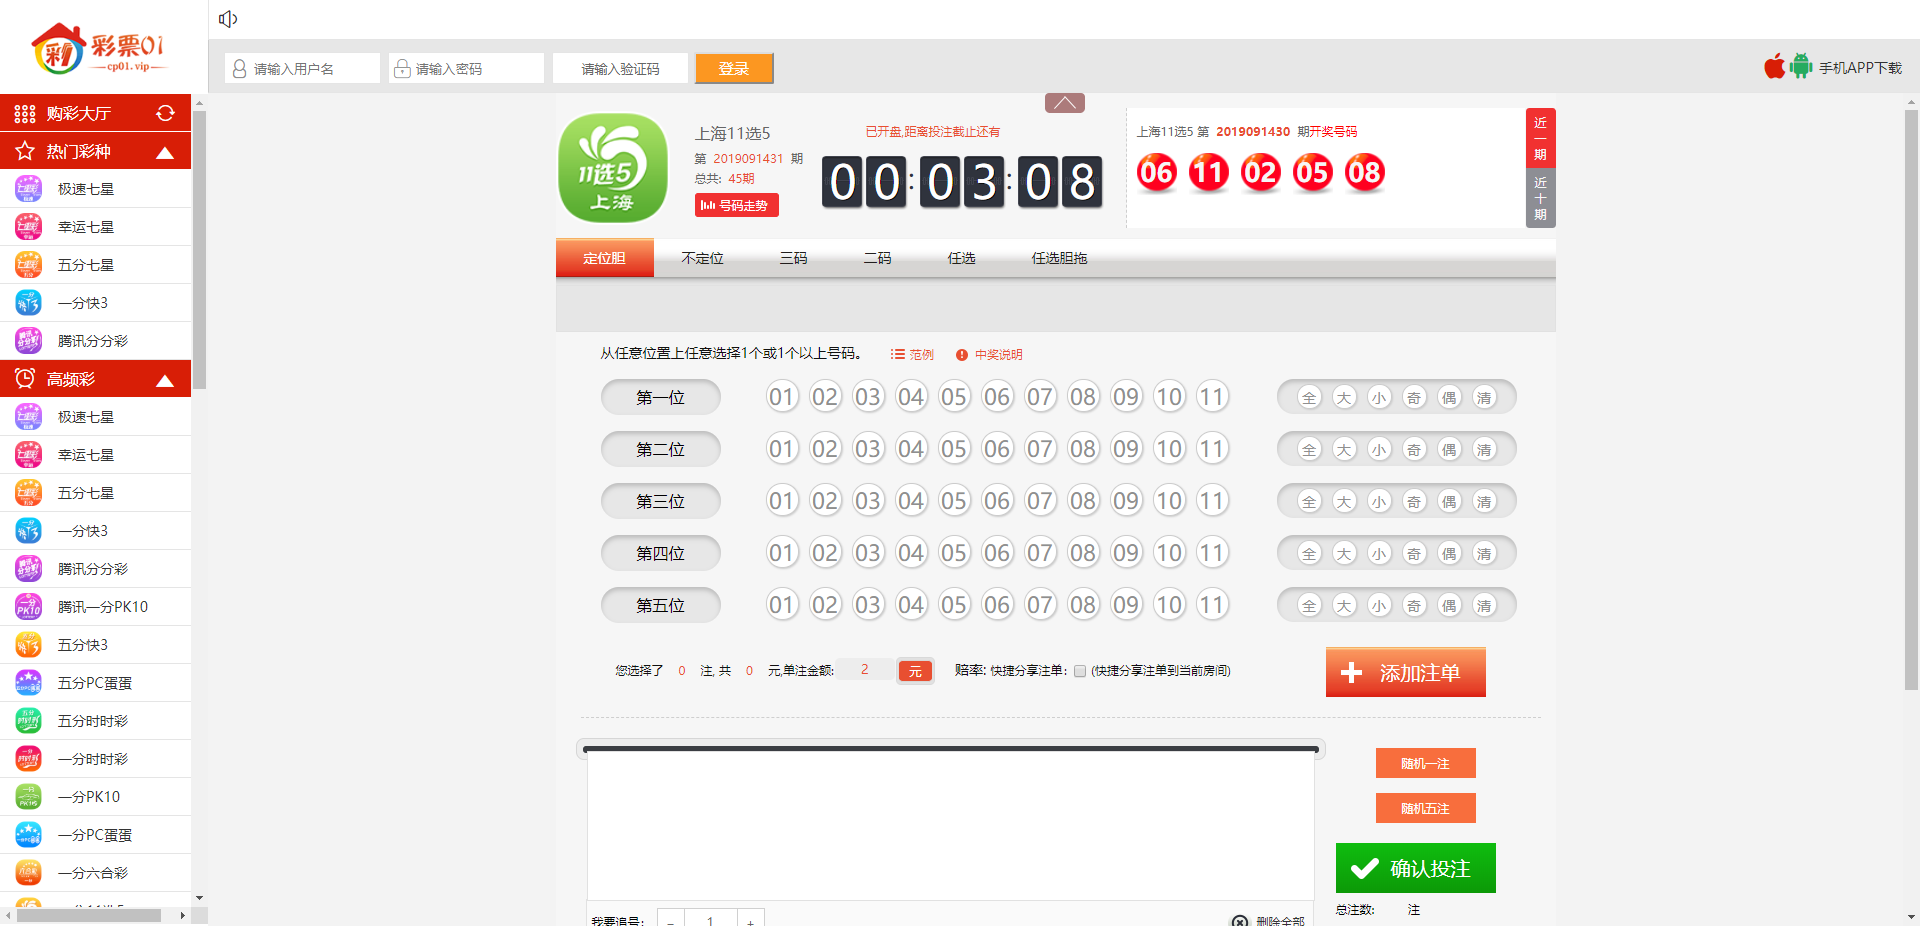 彩票01
cp01.vip
请输入用户名
请输入密码
请输入验证码
登录
手机APP下载
购彩大厅
热门彩种
极速七星
幸运七星
五分七星
一分快3
腾讯分分彩
高频彩
极速七星
幸运七星
五分七星
一分快3
腾讯分分彩
腾讯一分PK10
五分快3
五分PC蛋蛋
五分时时彩
一分时时彩
一分PK10
一分PC蛋蛋
一分六合彩
11选5
上海
上海11选5
第 2019091431 期
总共: 45期
号码走势
已开盘,距离投注截止还有
00:03:08
上海11选5 第 2019091430 期开奖号码
06 11 02 05 08
近一期
近十期
定位胆 不定位 三码 二码 任选 任选胆拖
从任意位置上任意选择1个或1个以上号码。 范例 中奖说明
第一位 01 02 03 04 05 06 07 08 09 10 11 全 大 小 奇 偶 清
第二位 01 02 03 04 05 06 07 08 09 10 11 全 大 小 奇 偶 清
第三位 01 02 03 04 05 06 07 08 09 10 11 全 大 小 奇 偶 清
第四位 01 02 03 04 05 06 07 08 09 10 11 全 大 小 奇 偶 清
第五位 01 02 03 04 05 06 07 08 09 10 11 全 大 小 奇 偶 清
您选择了 0 注, 共 0 元,单注金额: 2 元 赔率: 快捷分享注单: (快捷分享注单到当前房间)
添加注单
随机一注
随机五注
确认投注
总注数: 注
我要追号: - 1 +
删除全部